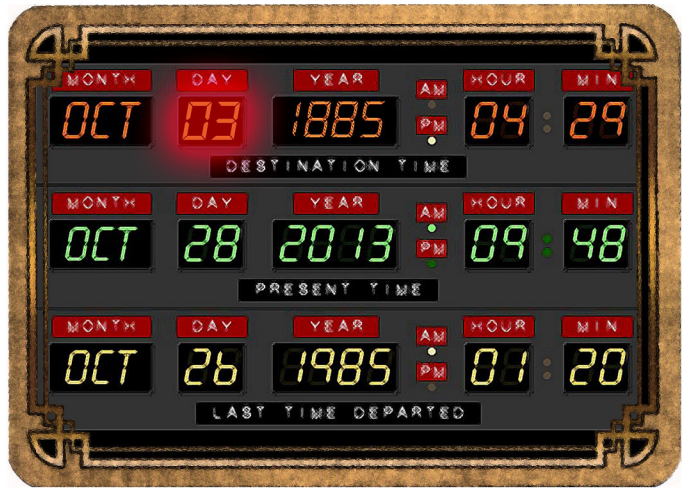 MONTH DAY YEAR AM HOUR MIN
OCT 03 1885 PM 04 : 29
DESTINATION TIME
MONTH DAY YEAR AM HOUR MIN
OCT 28 2013 PM 09 : 48
PRESENT TIME
MONTH DAY YEAR AM HOUR MIN
OCT 26 1985 PM 01 : 20
LAST TIME DEPARTED